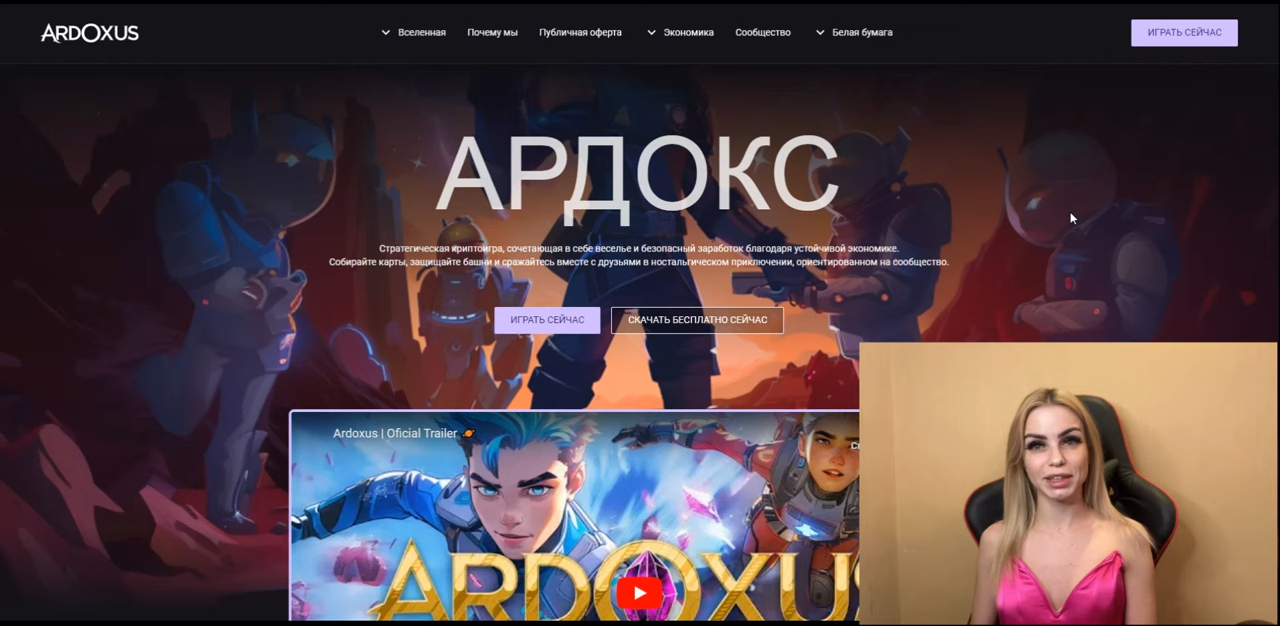 ARDOXUS
Вселенная
Почему мы
Публичная оферта
Экономика
Сообщество
Белая бумага
ИГРАТЬ СЕЙЧАС
АРДОКС
Стратегическая криптоигра, сочетающая в себе веселье и безопасный заработок благодаря устойчивой экономике.
Собирайте карты, защищайте башни и сражайтесь вместе с друзьями в ностальгическом приключении, ориентированном на сообщество.
ИГРАТЬ СЕЙЧАС
СКАЧАТЬ БЕСПЛАТНО СЕЙЧАС
Ardoxus | Oficial Trailer
ARDOXUS